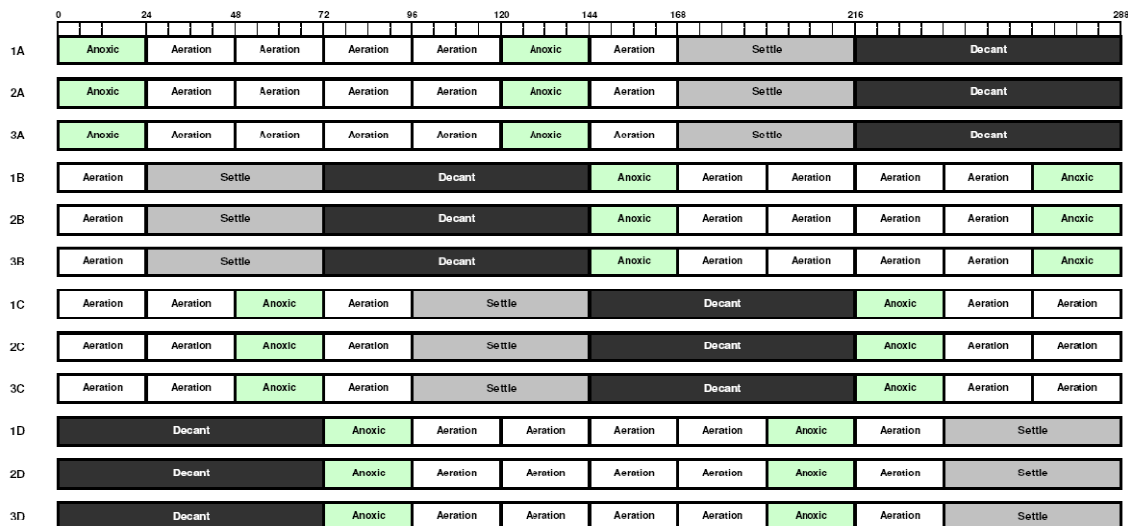 0 24 48 72 96 120 144 168 216 288
1A Anoxic Aeration Aeration Aeration Aeration Anoxic Aeration Settle Decant
2A Anoxic Aeration Aeration Aeration Aeration Anoxic Aeration Settle Decant
3A Anoxic Aeration Aeration Aeration Aeration Anoxic Aeration Settle Decant
1B Aeration Settle Decant Anoxic Aeration Aeration Aeration Aeration Anoxic
2B Aeration Settle Decant Anoxic Aeration Aeration Aeration Aeration Anoxic
3B Aeration Settle Decant Anoxic Aeration Aeration Aeration Aeration Anoxic
1C Aeration Aeration Anoxic Aeration Settle Decant Anoxic Aeration Aeration
2C Aeration Aeration Anoxic Aeration Settle Decant Anoxic Aeration Aeration
3C Aeration Aeration Anoxic Aeration Settle Decant Anoxic Aeration Aeration
1D Decant Anoxic Aeration Aeration Aeration Aeration Anoxic Aeration Settle
2D Decant Anoxic Aeration Aeration Aeration Aeration Anoxic Aeration Settle
3D Decant Anoxic Aeration Aeration Aeration Aeration Anoxic Aeration Settle